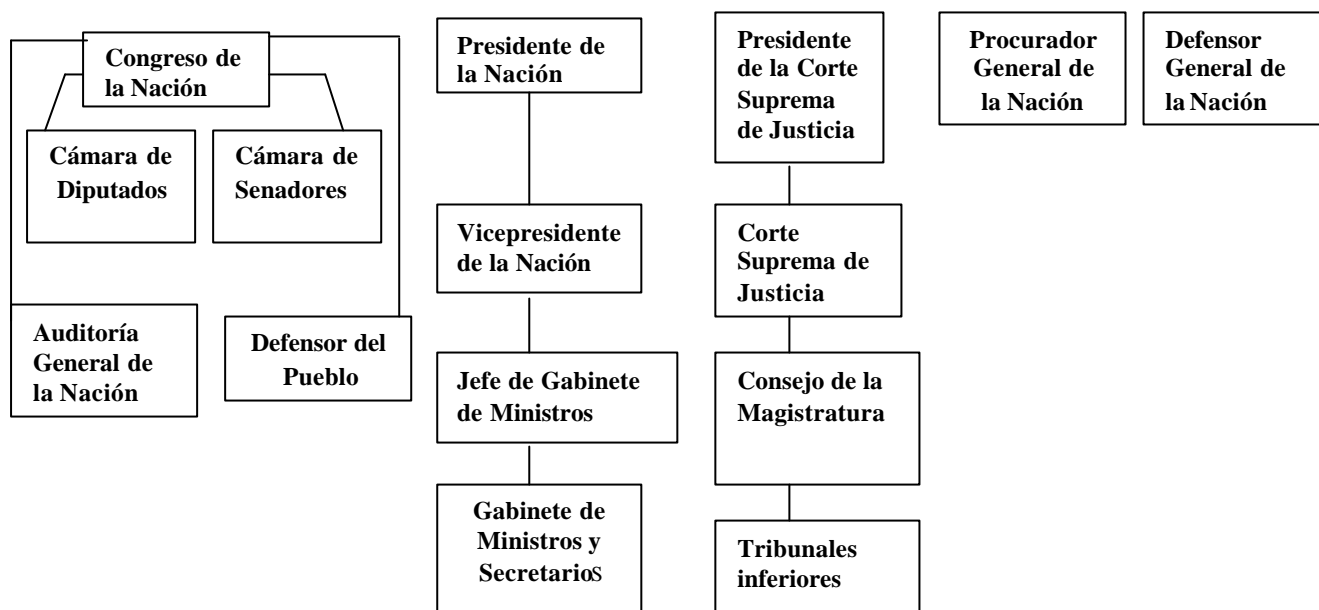 Congreso de
la Nación
Cámara de
Diputados
Cámara de
Senadores
Auditoría
General de
la Nación
Defensor del
Pueblo
Presidente de
la Nación
Vicepresidente
de la Nación
Jefe de Gabinete
de Ministros
Gabinete de
Ministros y
Secretarios
Presidente
de la Corte
Suprema
de Justicia
Corte
Suprema de
Justicia
Consejo de la
Magistratura
Tribunales
inferiores
Procurador
General de
la Nación
Defensor
General de
la Nación